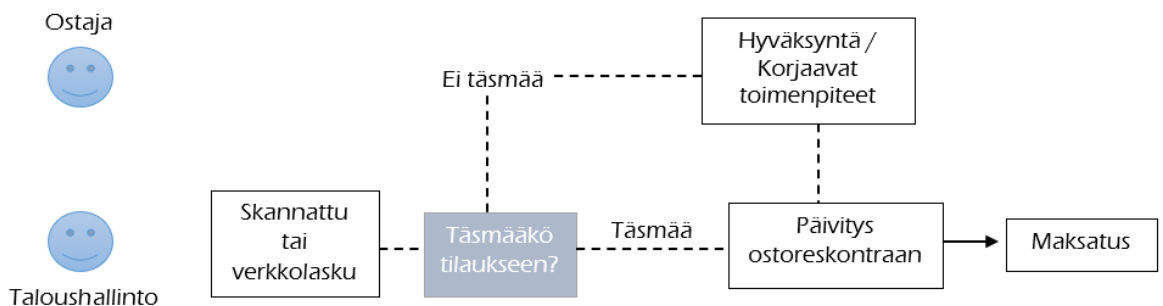 Ostaja
Hyväksyntä /
Korjaavat
toimenpiteet
Ei täsmää
Skannattu
tai
verkkolasku
Täsmääkö
tilaukseen?
Täsmää
Päivitys
ostoreskontraan
Maksatus
Taloushallinto